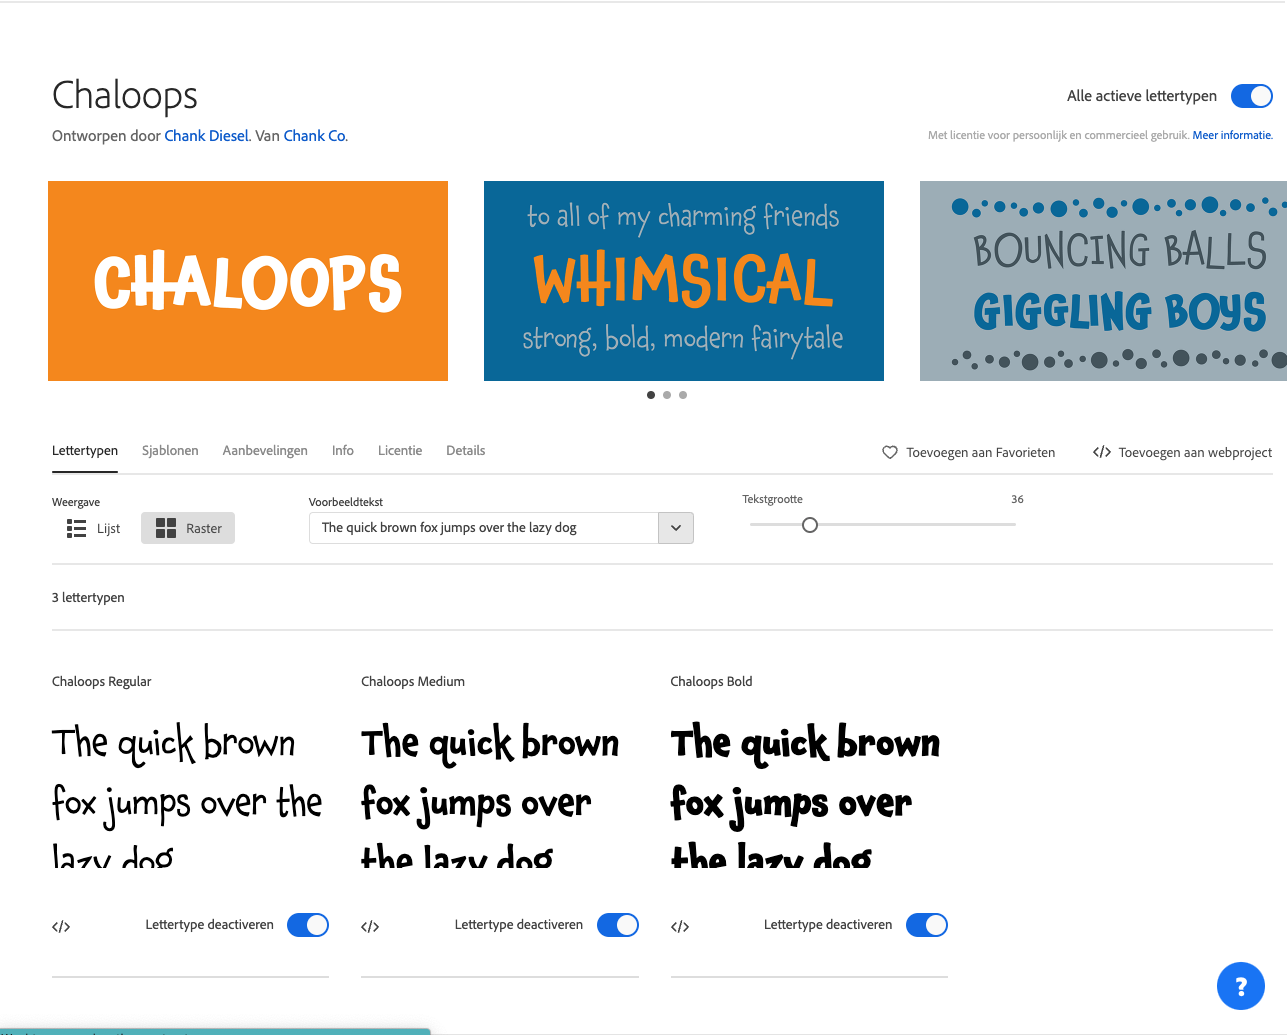 Chaloops
Alle actieve lettertypen
Ontworpen door Chank Diesel. Van Chank Co.
Met licentie voor persoonlijk en commercieel gebruik. Meer informatie.
CHALOOPS
to all of my charming friends
WHIMSICAL
strong, bold, modern fairytale
BOUNCING BALLS
GIGGLING BOYS
Lettertypen Sjablonen Aanbevelingen Info Licentie Details
Toevoegen aan Favorieten </> Toevoegen aan webproject
Weergave
Lijst Raster
Voorbeeldtekst
The quick brown fox jumps over the lazy dog
Tekstgrootte 36
3 lettertypen
Chaloops Regular
The quick brown
fox jumps over the
lazy dog
</> Lettertype deactiveren
Chaloops Medium
The quick brown
fox jumps over
the lazy dog
</> Lettertype deactiveren
Chaloops Bold
The quick brown
fox jumps over
the lazy dog
</> Lettertype deactiveren
?